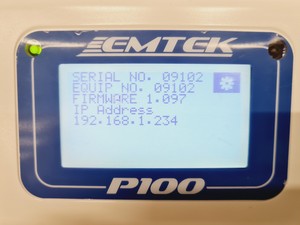 EMTEK
SERIAL NO. 09102
EQUIP NO. 09102
FIRMWARE 1.097
IP Address
192.168.1.234
P100